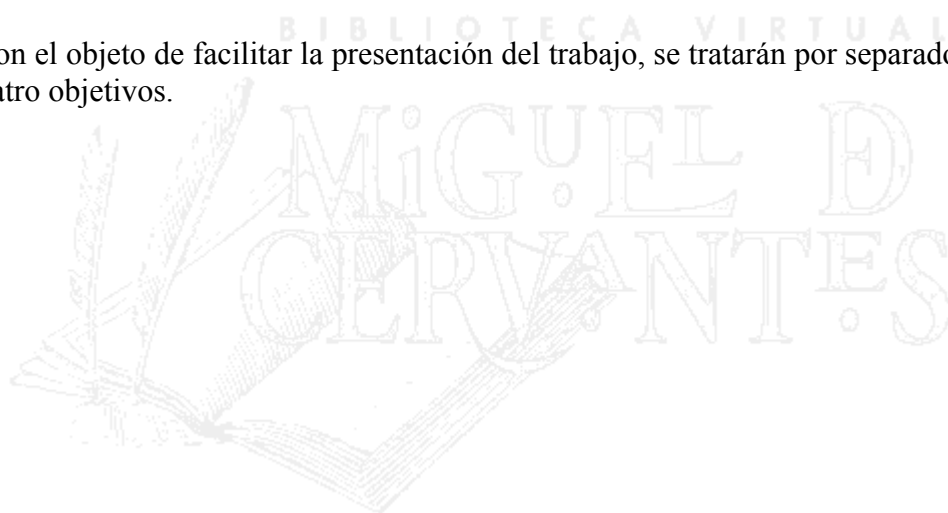 BIBLIOTECA VIRTUAL
on el objeto de facilitar la presentación del trabajo, se tratarán por separado
atro objetivos.
MiGUEL D
CERVANTES